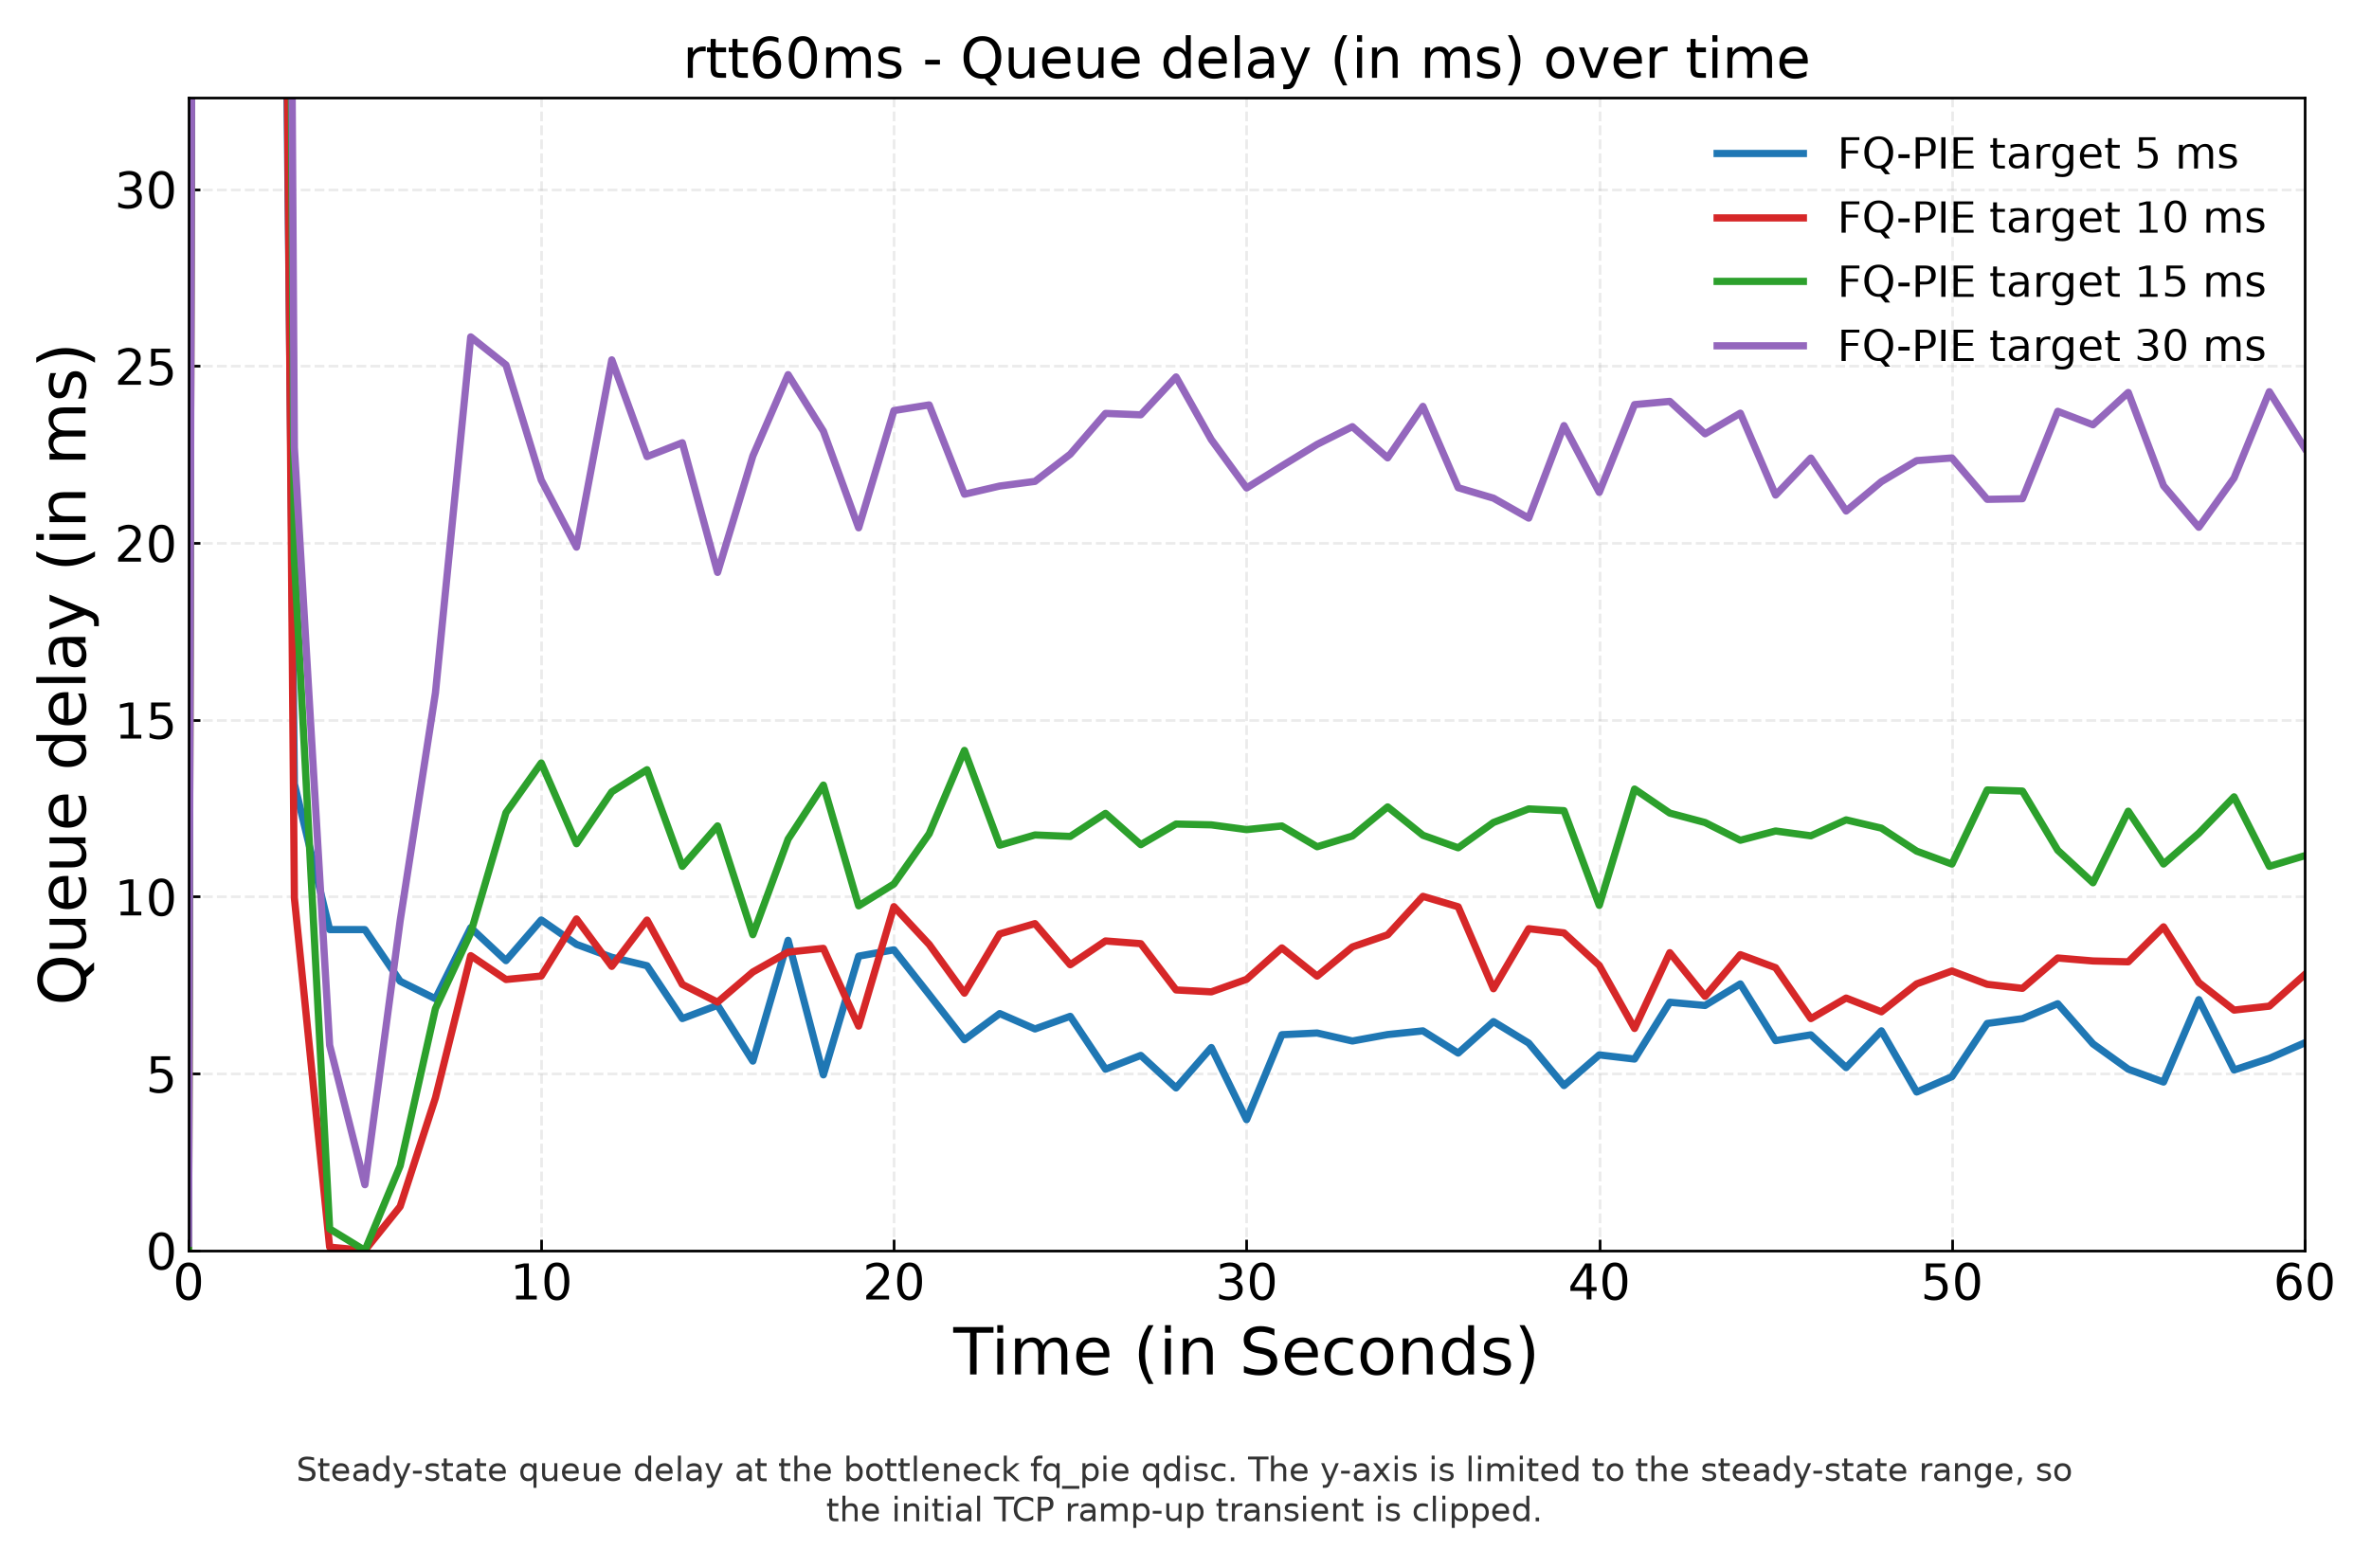 rtt60ms - Queue delay (in ms) over time
Queue delay (in ms)
30
25
20
15
10
5
0
FQ-PIE target 5 ms
FQ-PIE target 10 ms
FQ-PIE target 15 ms
FQ-PIE target 30 ms
0 10 20 30 40 50 60
Time (in Seconds)
Steady-state queue delay at the bottleneck fq_pie qdisc. The y-axis is limited to the steady-state range, so
the initial TCP ramp-up transient is clipped.